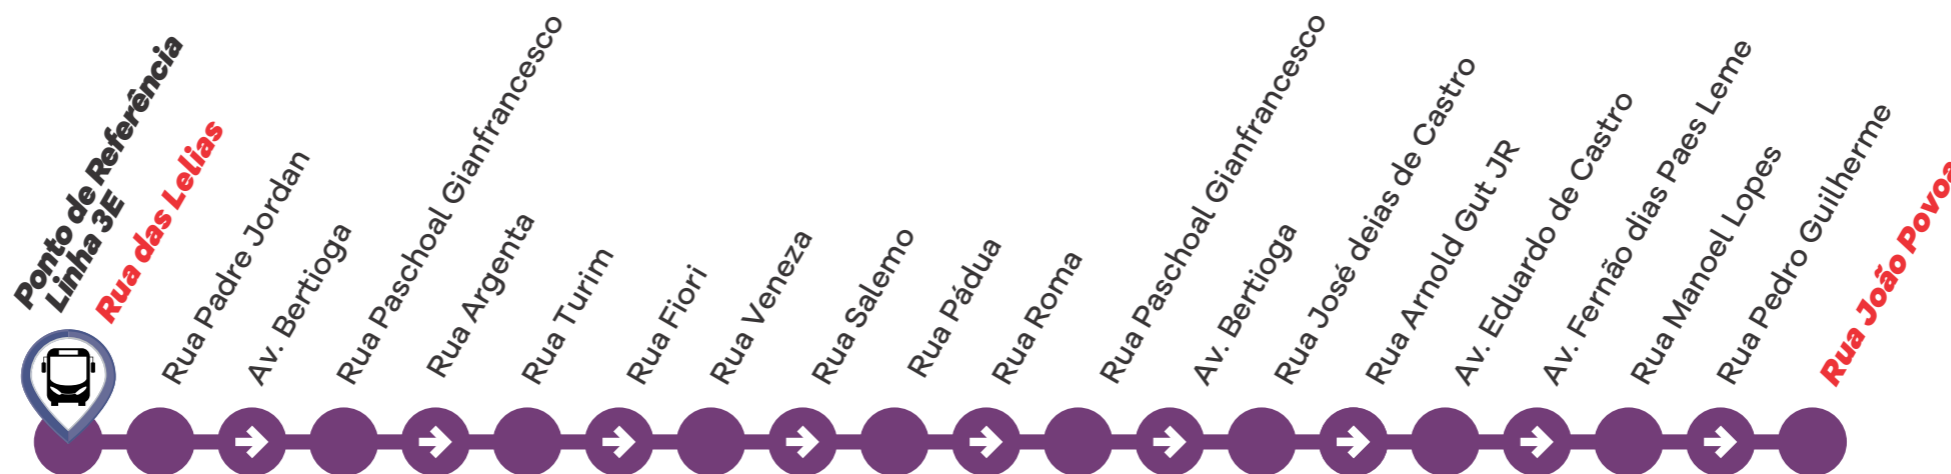 Ponto de Referência
Linha 3E
Rua das Lelias
Rua Padre Jordan
Av. Bertioga
Rua Paschoal Gianfrancesco
Rua Argenta
Rua Turim
Rua Fiori
Rua Veneza
Rua Salemo
Rua Pádua
Rua Roma
Rua Paschoal Gianfrancesco
Av. Bertioga
Rua José deias de Castro
Rua Arnold Gut JR
Av. Eduardo de Castro
Av. Fernão dias Paes Leme
Rua Manoel Lopes
Rua Pedro Guilherme
Rua João Povoa